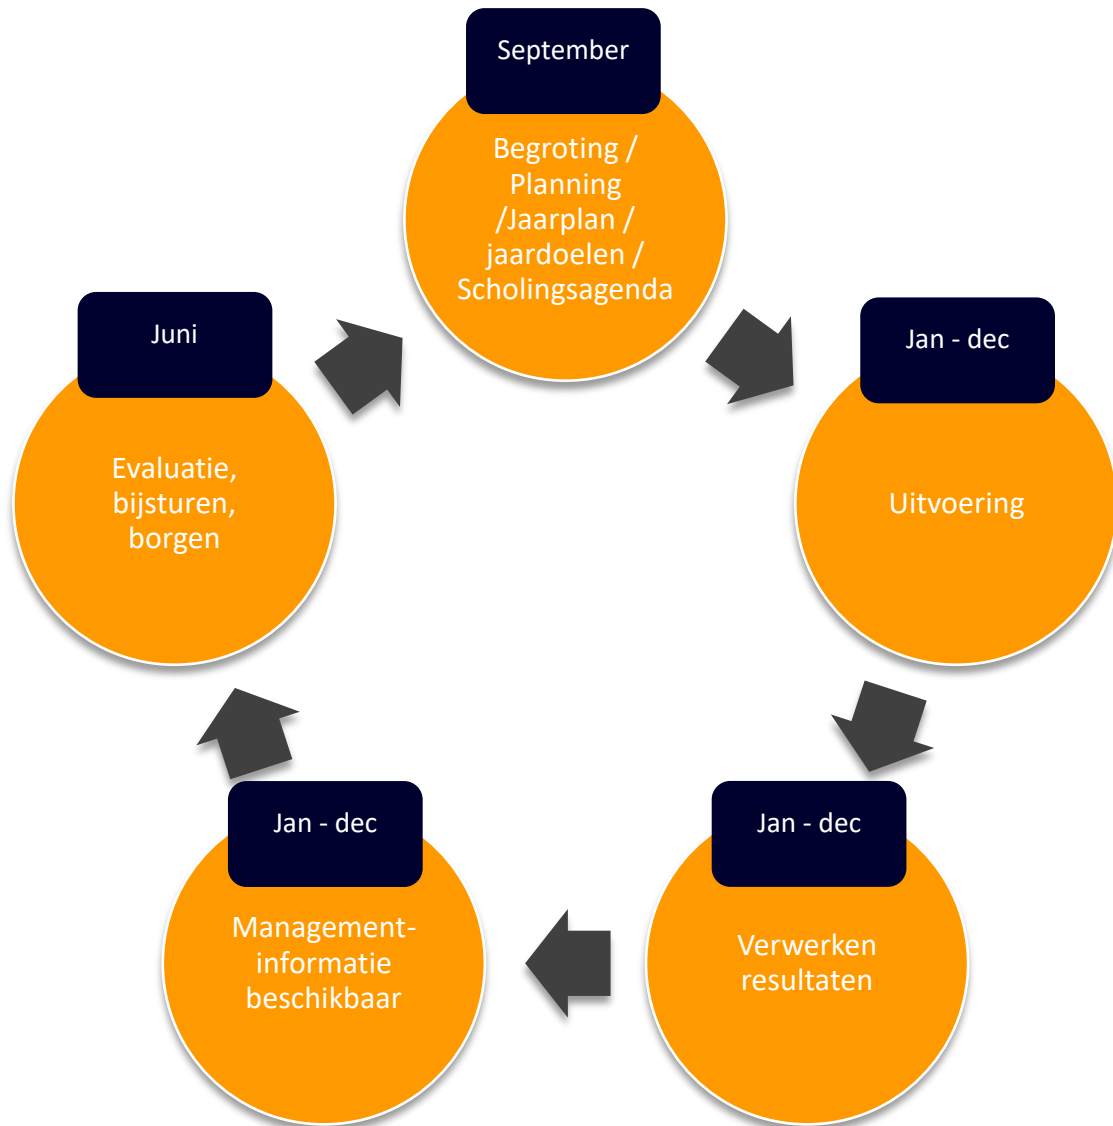 September
Begroting /
Planning
/Jaarplan /
jaardoelen /
Scholingsagenda
Jan - dec
Uitvoering
Jan - dec
Verwerken
resultaten
Jan - dec
Management-
informatie
beschikbaar
Juni
Evaluatie,
bijsturen,
borgen